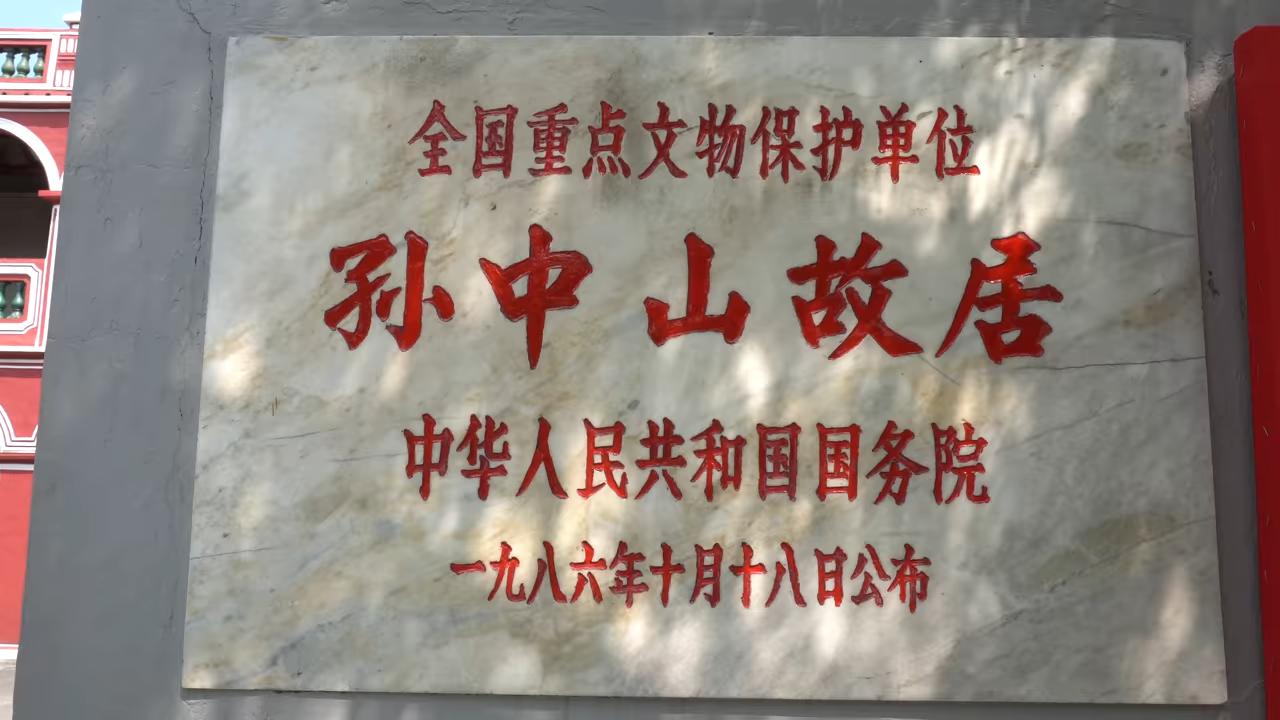 全国重点文物保护单位
孙中山故居
中华人民共和国国务院
一九八六年十月十八日公布